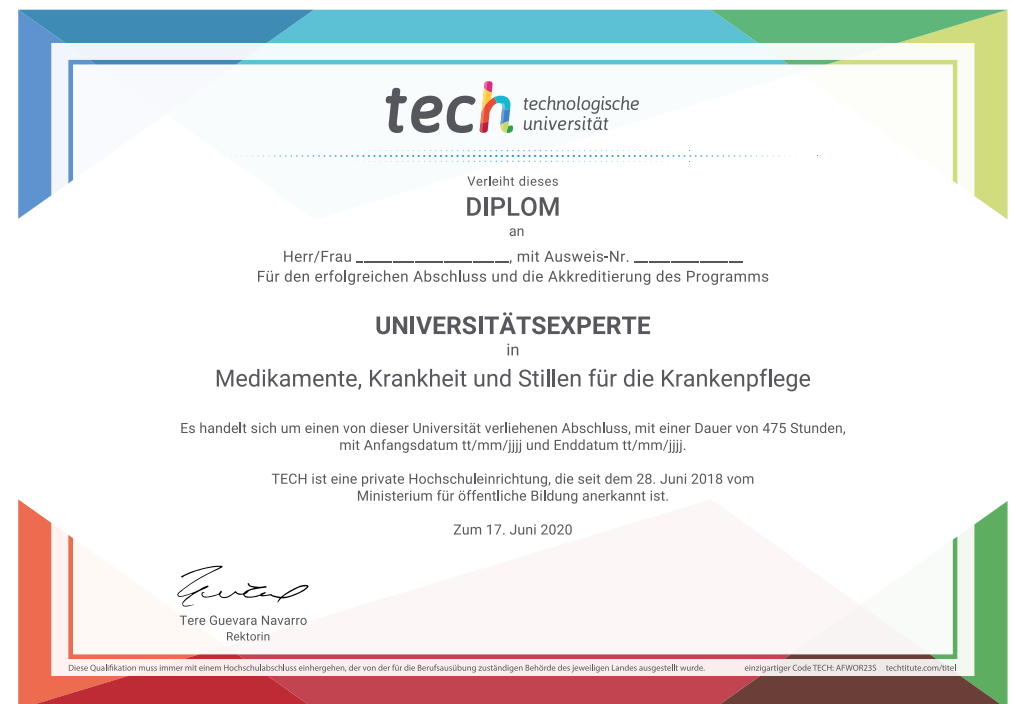 tech technologische
universität
Verleiht dieses
DIPLOM
an
Herr/Frau ____________________, mit Ausweis-Nr. ______________
Für den erfolgreichen Abschluss und die Akkreditierung des Programms
UNIVERSITÄTSEXPERTE
in
Medikamente, Krankheit und Stillen für die Krankenpflege
Es handelt sich um einen von dieser Universität verliehenen Abschluss, mit einer Dauer von 475 Stunden,
mit Anfangsdatum tt/mm/jjjj und Enddatum tt/mm/jjjj.
TECH ist eine private Hochschuleinrichtung, die seit dem 28. Juni 2018 vom
Ministerium für öffentliche Bildung anerkannt ist.
Zum 17. Juni 2020
Tere Guevara Navarro
Rektorin
Diese Qualifikation muss immer mit einem Hochschulabschluss einhergehen, der von der für die Berufsausübung zuständigen Behörde des jeweiligen Landes ausgestellt wurde. einzigartiger Code TECH: AFWOR23S techtitute.com/titel